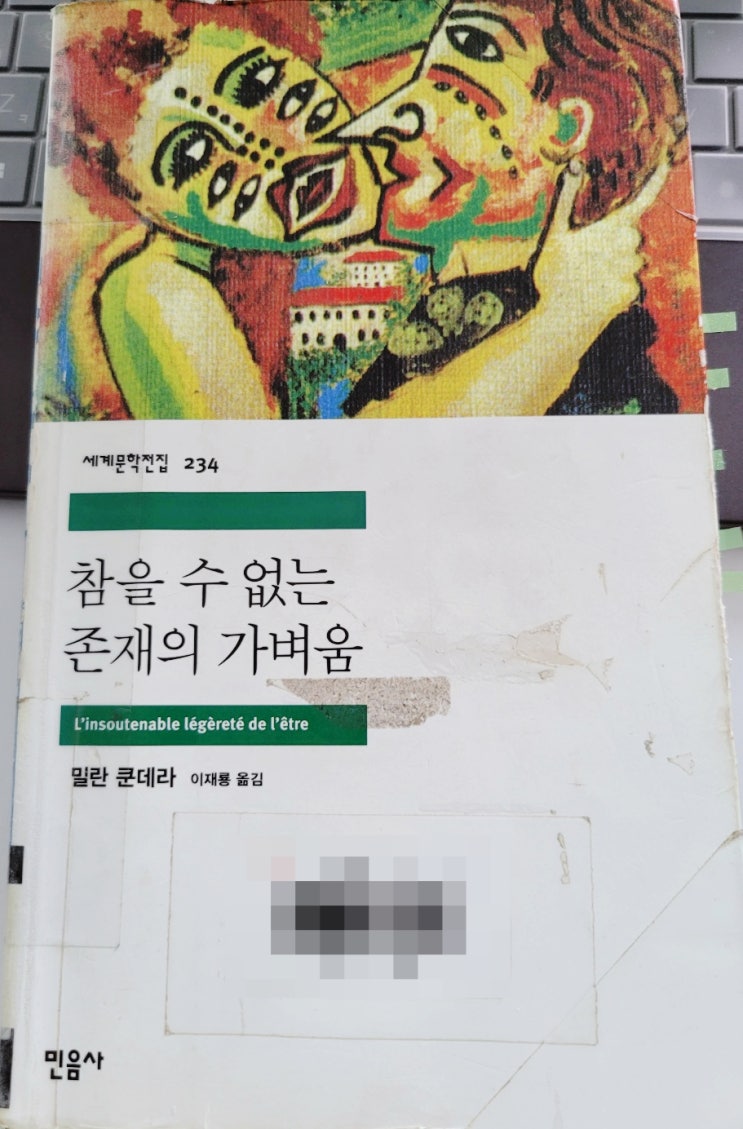 세계문학전집 234
참을 수 없는
존재의 가벼움
L'insoutenable légèreté de l'être
밀란 쿤데라 이재룡 옮김
민음사
Z